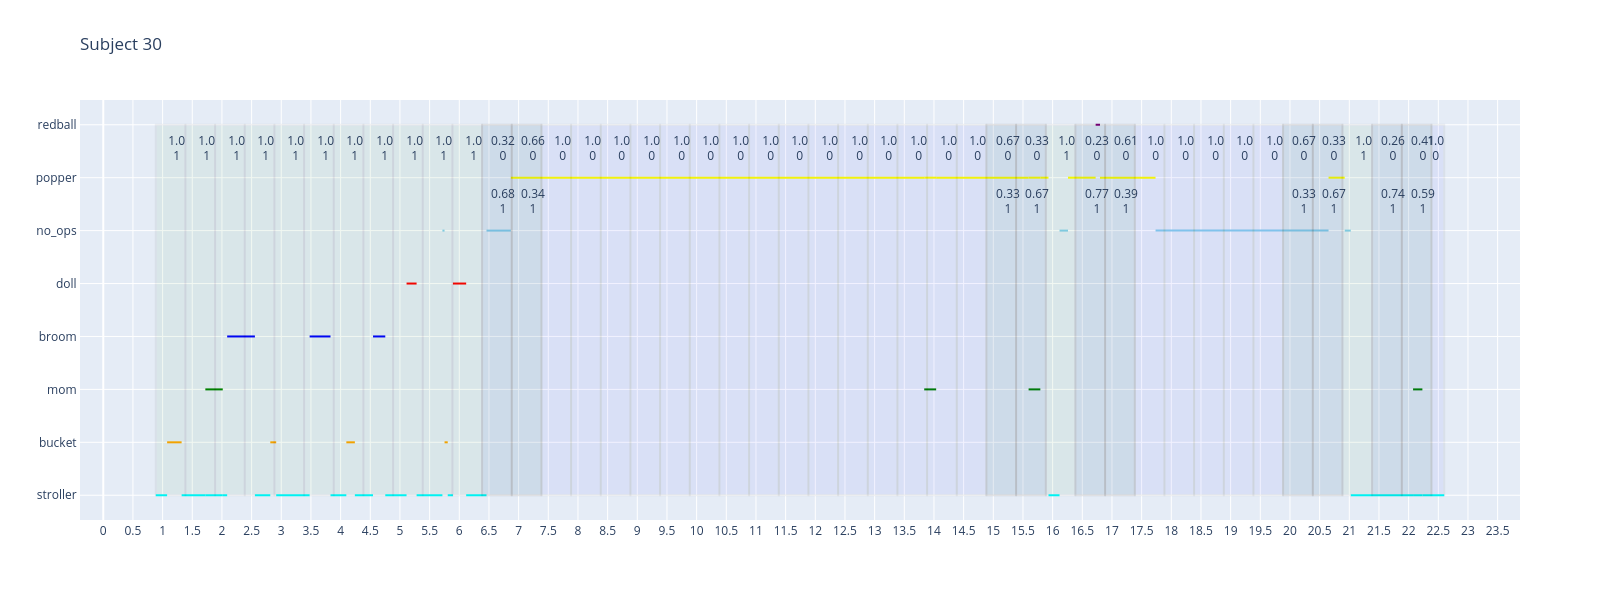 Subject 30
redball
1.0 1.0 1.0 1.0 1.0 1.0 1.0 1.0 1.0 1.0 1.0 0.32 0.66 1.0 1.0 1.0 1.0 1.0 1.0 1.0 1.0 1.0 1.0 1.0 1.0 1.0 1.0 1.0 0.67 0.33 1.0 0.23 0.61 1.0 1.0 1.0 1.0 1.0 0.67 0.33 1.0 0.26 0.41 1.0
1 1 1 1 1 1 1 1 1 1 1 0 0 0 0 0 0 0 0 0 0 0 0 0 0 0 0 0 0 0 1 0 0 0 0 0 0 0 0 0 1 0 0 0
popper
0.68 0.34 0.33 0.67 0.77 0.39 0.33 0.67 0.74 0.59
1 1 1 1 1 1 1 1 1 1
no_ops
doll
broom
mom
bucket
stroller
0 0.5 1 1.5 2 2.5 3 3.5 4 4.5 5 5.5 6 6.5 7 7.5 8 8.5 9 9.5 10 10.5 11 11.5 12 12.5 13 13.5 14 14.5 15 15.5 16 16.5 17 17.5 18 18.5 19 19.5 20 20.5 21 21.5 22 22.5 23 23.5